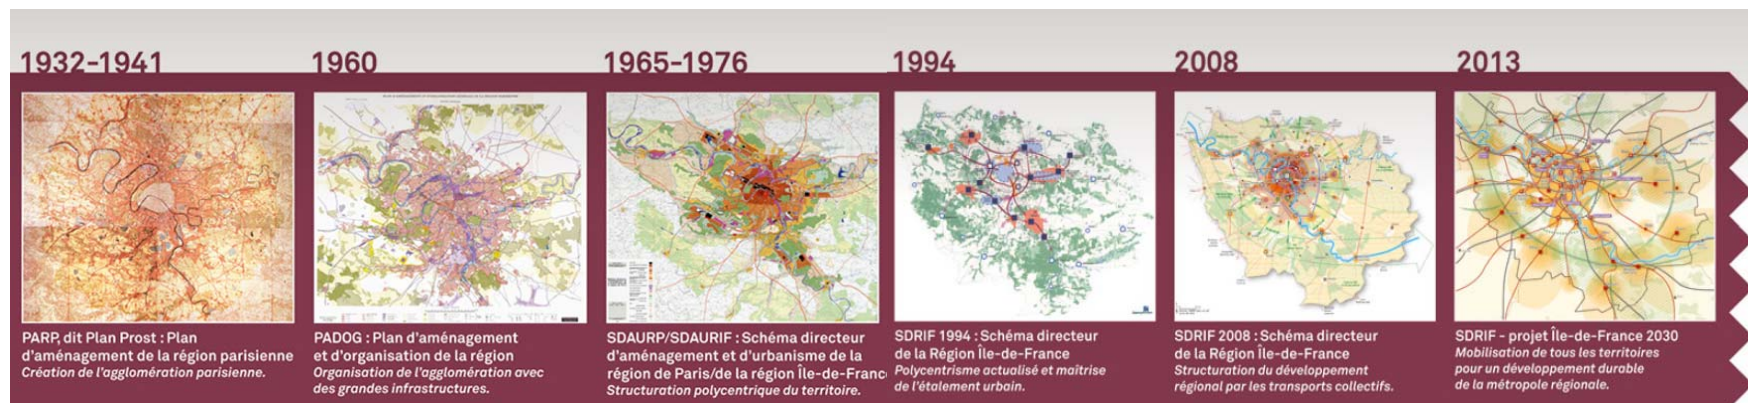 1932-1941
PARP, dit Plan Prost : Plan
d'aménagement de la région parisienne
Création de l'agglomération parisienne.
1960
PADOG : Plan d'aménagement
et d'organisation de la région
Organisation de l'agglomération avec
des grandes infrastructures.
1965-1976
SDAURP/SDAURIF : Schéma directeur
d'aménagement et d'urbanisme de la
région de Paris/de la région Île-de-France
Structuration polycentrique du territoire.
1994
SDRIF 1994 : Schéma directeur
de la Région Île-de-France
Polycentrisme actualisé et maîtrise
de l'étalement urbain.
2008
SDRIF 2008 : Schéma directeur
de la Région Île-de-France
Structuration du développement
régional par les transports collectifs.
2013
SDRIF - projet Île-de-France 2030
Mobilisation de tous les territoires
pour un développement durable
de la métropole régionale.